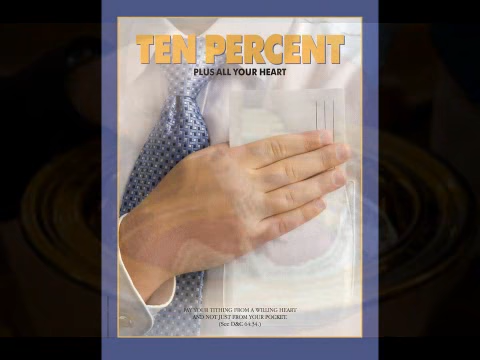 TEN PERCENT
PLUS ALL YOUR HEART
PAY YOUR TITHING FROM A WILLING HEART
AND NOT JUST FROM YOUR POCKET.
(See D&C 64:34.)